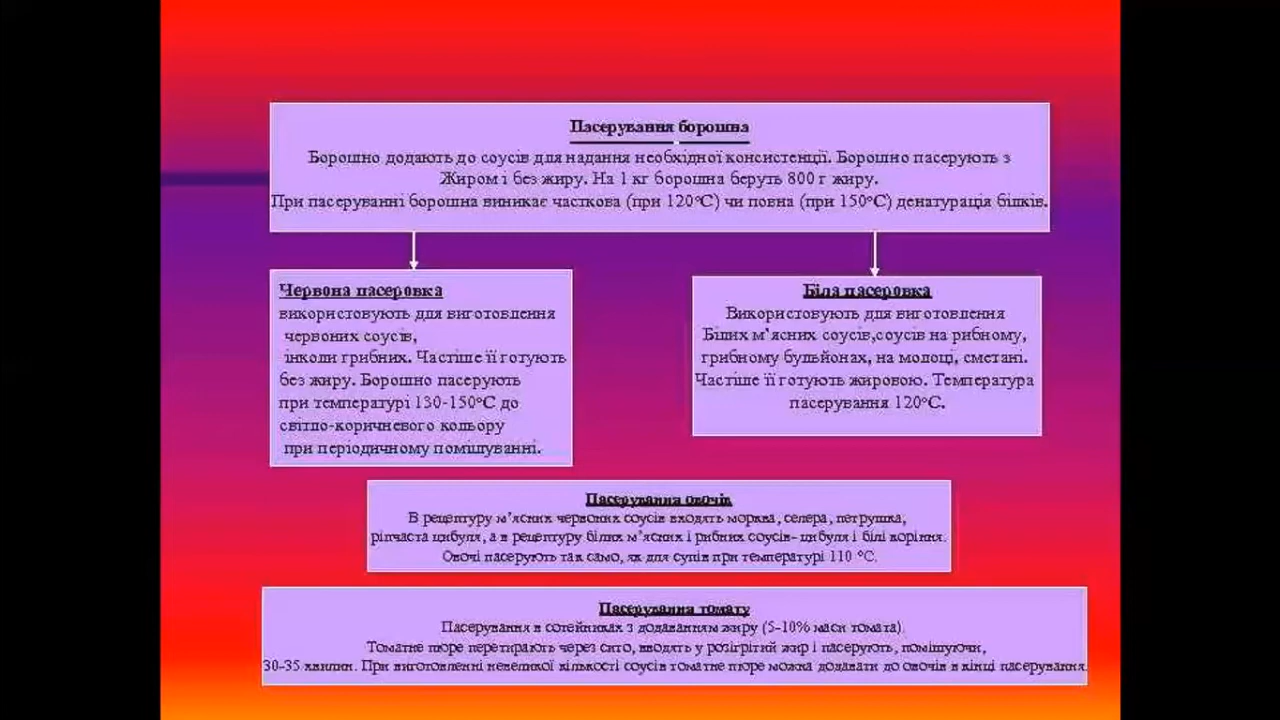 Пасерування борошна
Борошно додають до соусів для надання необхідної консистенції. Борошно пасерують з
Жиром і без жиру. На 1 кг борошна беруть 800 г жиру.
При пасеруванні борошна виникає часткова (при 120°С) чи повна (при 150°С) денатурація білків.
Червона пасеровка
використовують для виготовлення
червоних соусів,
інколи грибних. Частіше її готують
без жиру. Борошно пасерують
при температурі 130-150°С до
світло-коричневого кольору
при періодичному помішуванні.
Біла пасеровка
Використовують для виготовлення
Білих м’ясних соусів,соусів на рибному,
грибному бульйонах, на молоці, сметані.
Частіше її готують жировою. Температура
пасерування 120°С.
Пасерування овочів
В рецептуру м’ясних червоних соусів входять морква, селера, петрушка,
ріпчаста цибуля, а в рецептуру білих м’ясних і рибних соусів- цибуля і білі коріння.
Овочі пасерують так само, як для супів при температурі 110 °С.
Пасерування томату
Пасерування в сотейниках з додаванням жиру (5-10% маси томата).
Томатне пюре перетирають через сито, вводять у розігрітий жир і пасерують, помішуючи,
30-35 хвилин. При виготовленні невеликої кількості соусів томатне пюре можна додавати до овочів в кінці пасерування.